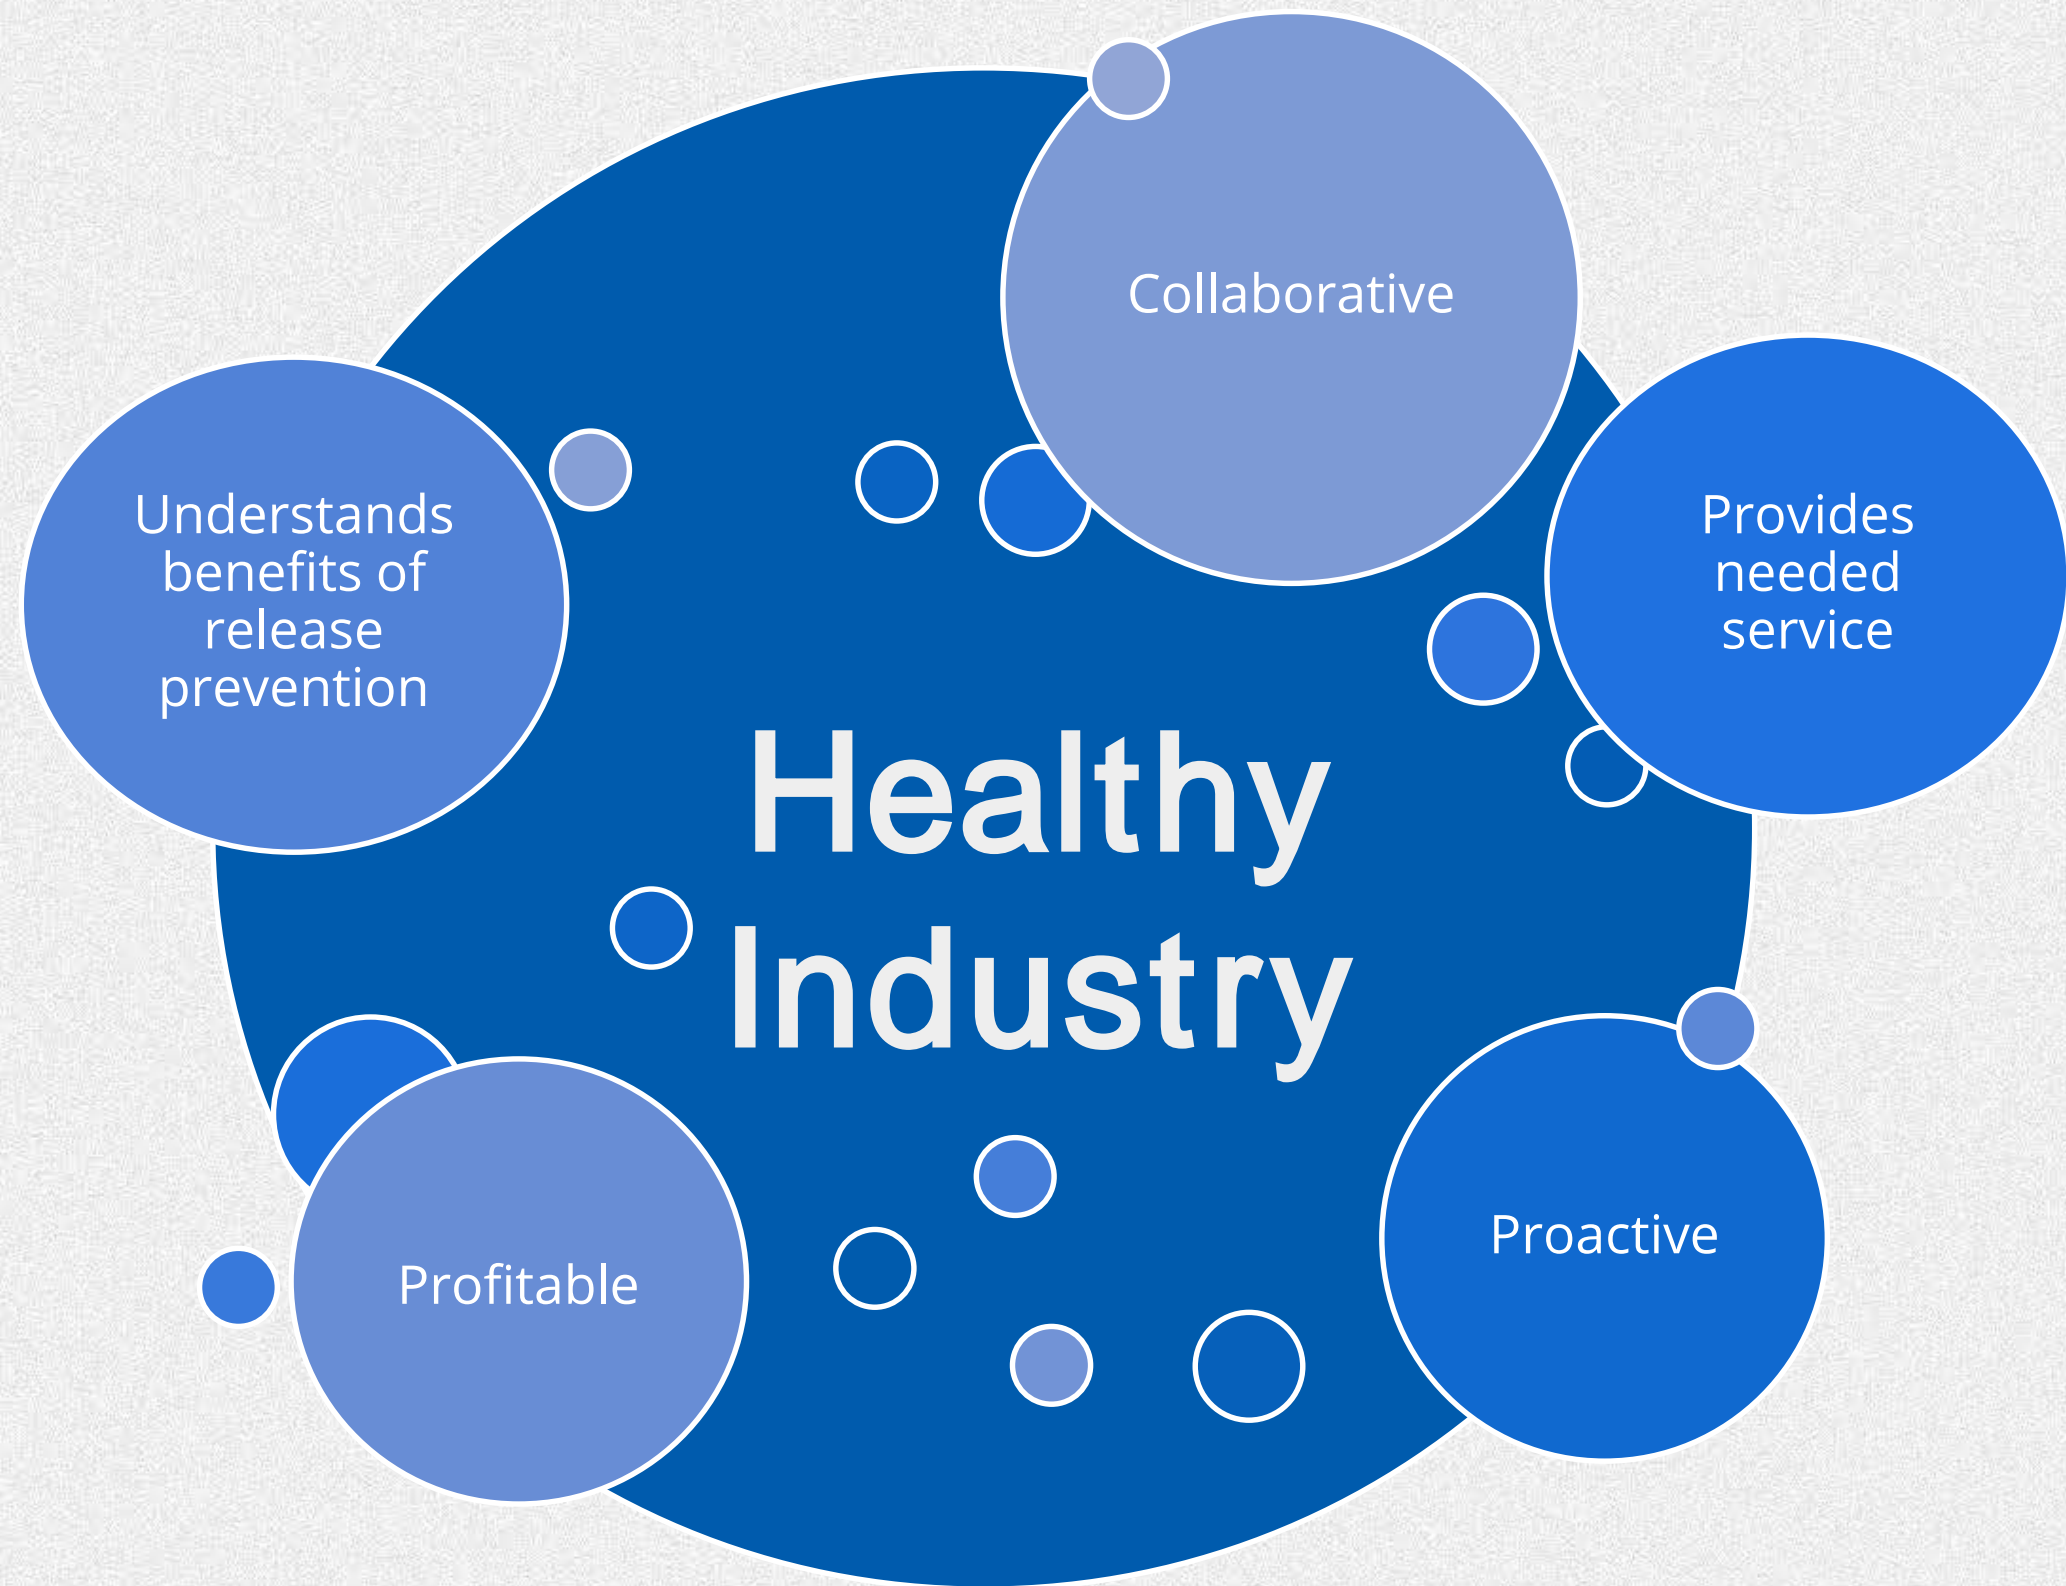 Collaborative
Understands
benefits of
release
prevention
Provides
needed
service
Healthy
Industry
Profitable
Proactive